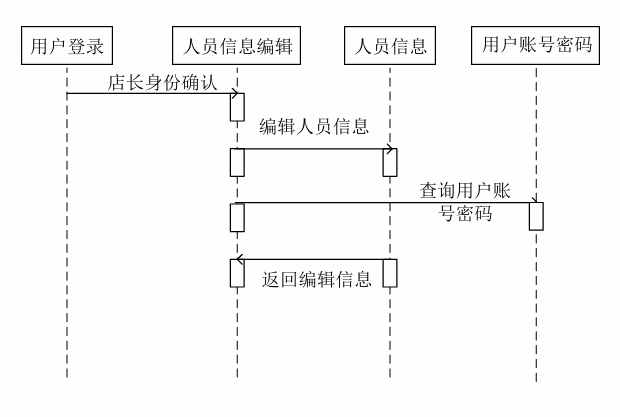 用户登录
人员信息编辑
人员信息
用户账号密码
店长身份确认
编辑人员信息
查询用户账
号密码
返回编辑信息